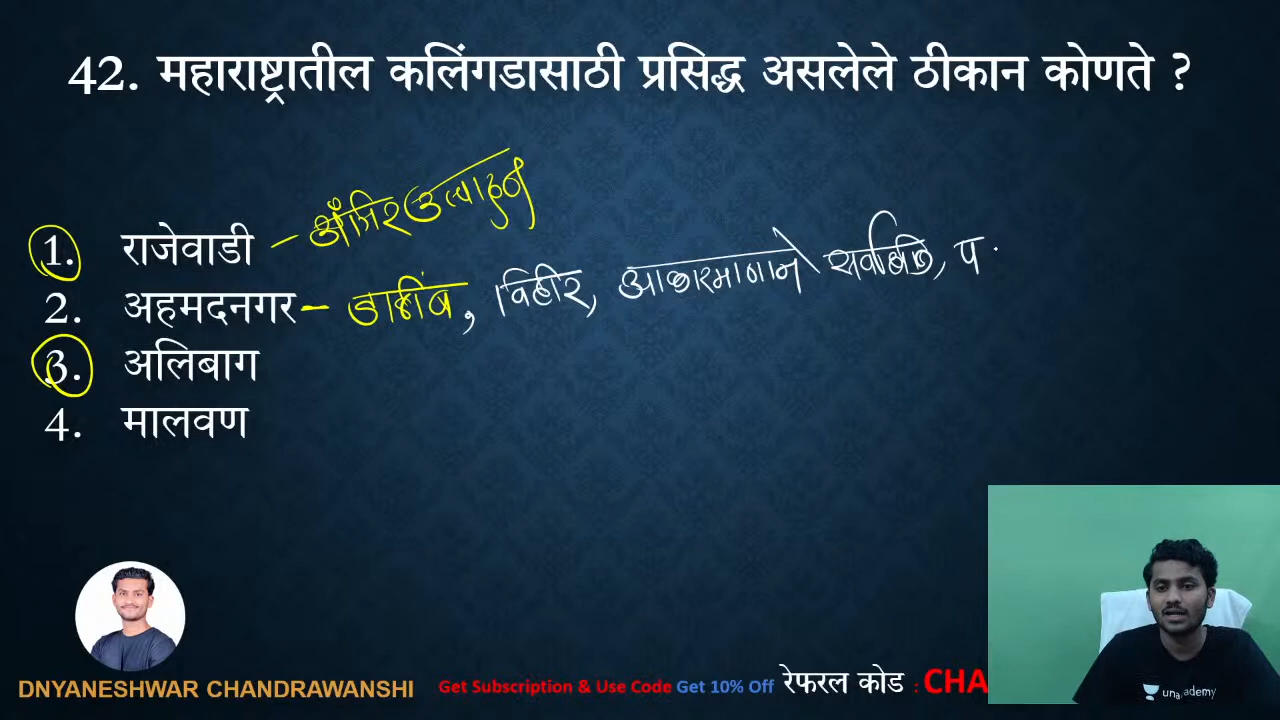 42. महाराष्ट्रातील कलिंगडासाठी प्रसिद्ध असलेले ठीकान कोणते ?
1. राजेवाडी – अंजिर उत्पादन
2. अहमदनगर – डाळींब, विहीर, आकारमानाने सर्वात, प
3. अलिबाग
4. मालवण
DNYANESHWAR CHANDRAWANSHI
Get Subscription & Use Code Get 10% Off रेफरल कोड : CHA
unacademy